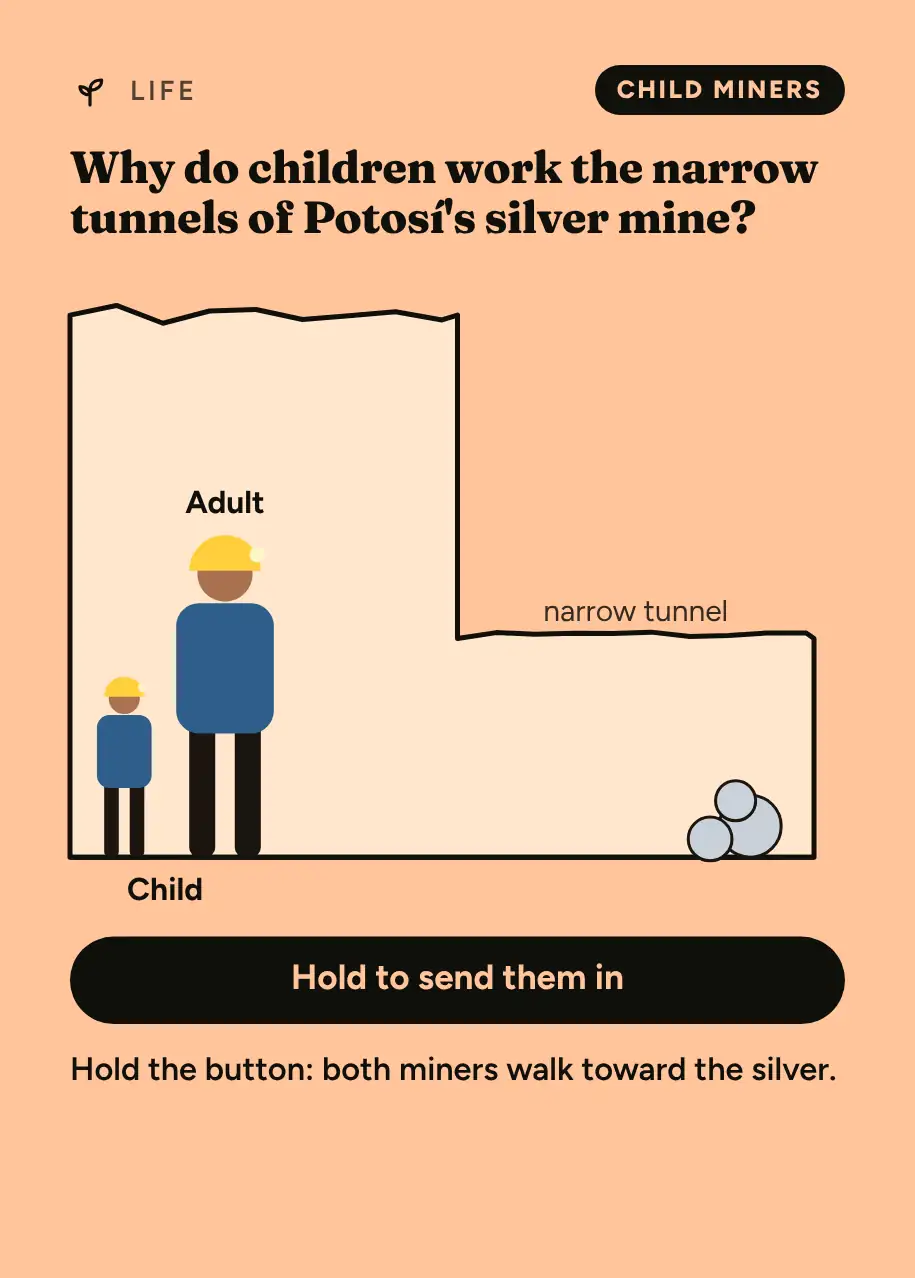 LIFE
CHILD MINERS
Why do children work the narrow
tunnels of Potosí's silver mine?
Adult
narrow tunnel
Child
Hold to send them in
Hold the button: both miners walk toward the silver.